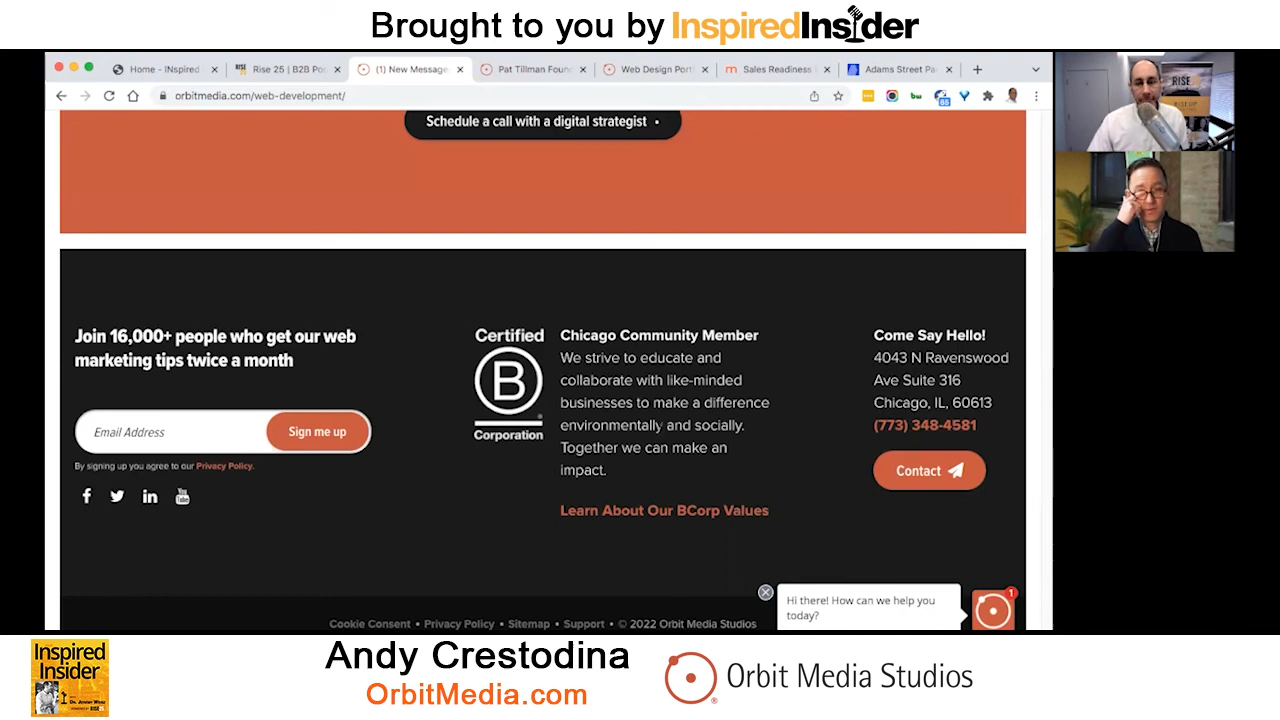 Brought to you by InspiredInsider
Home - INspired
Rise 25 | B2B Po
(1) New Message
Pat Tillman Foun
Web Design Port
Sales Readiness
Adams Street Pa
orbitmedia.com/web-development/
RISE
RISE UP
Schedule a call with a digital strategist •
Join 16,000+ people who get our web
marketing tips twice a month
Email Address
Sign me up
By signing up you agree to our Privacy Policy.
Certified
B
Corporation
Chicago Community Member
We strive to educate and
collaborate with like-minded
businesses to make a difference
environmentally and socially.
Together we can make an
impact.
Learn About Our BCorp Values
Come Say Hello!
4043 N Ravenswood
Ave Suite 316
Chicago, IL, 60613
(773) 348-4581
Contact
Hi there! How can we help you
today?
1
Cookie Consent • Privacy Policy • Sitemap • Support • © 2022 Orbit Media Studios
Inspired
Insider
Andy Crestodina
OrbitMedia.com
Orbit Media Studios